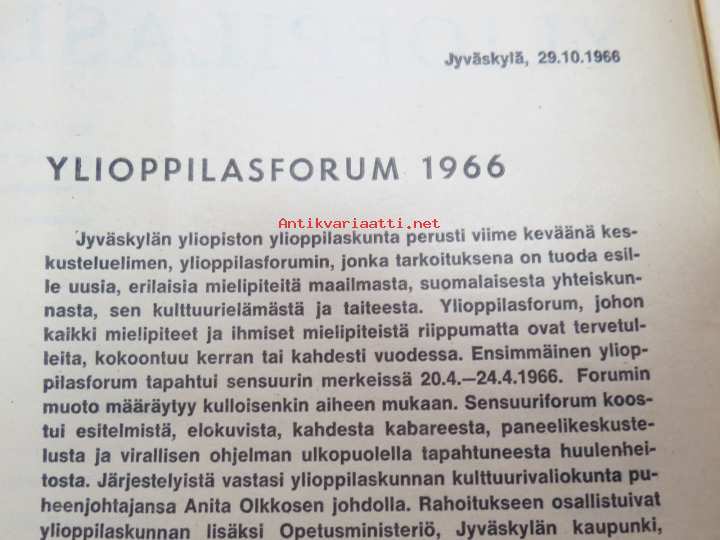 Jyväskylä, 29.10.1966
YLIOPPILASFORUM 1966
Antikvariaatti.net
Jyväskylän yliopiston ylioppilaskunta perusti viime keväänä kes-
kusteluelimen, ylioppilasforumin, jonka tarkoituksena on tuoda esil-
le uusia, erilaisia mielipiteitä maailmasta, suomalaisesta yhteiskun-
nasta, sen kulttuurielämästä ja taiteesta. Ylioppilasforum, johon
kaikki mielipiteet ja ihmiset mielipiteistä riippumatta ovat tervetul-
leita, kokoontuu kerran tai kahdesti vuodessa. Ensimmäinen yliop-
pilasforum tapahtui sensuurin merkeissä 20.4.—24.4.1966. Forumin
muoto määräytyy kulloisenkin aiheen mukaan. Sensuuriforum koos-
tui esitelmistä, elokuvista, kahdesta kabareesta, paneelikeskuste-
lusta ja virallisen ohjelman ulkopuolella tapahtuneesta huulenhei-
tosta. Järjestelyistä vastasi ylioppilaskunnan kulttuurivaliokunta pu-
heenjohtajansa Anita Olkkosen johdolla. Rahoitukseen osallistuivat
ylioppilaskunnan lisäksi Opetusministeriö, Jyväskylän kaupunki,